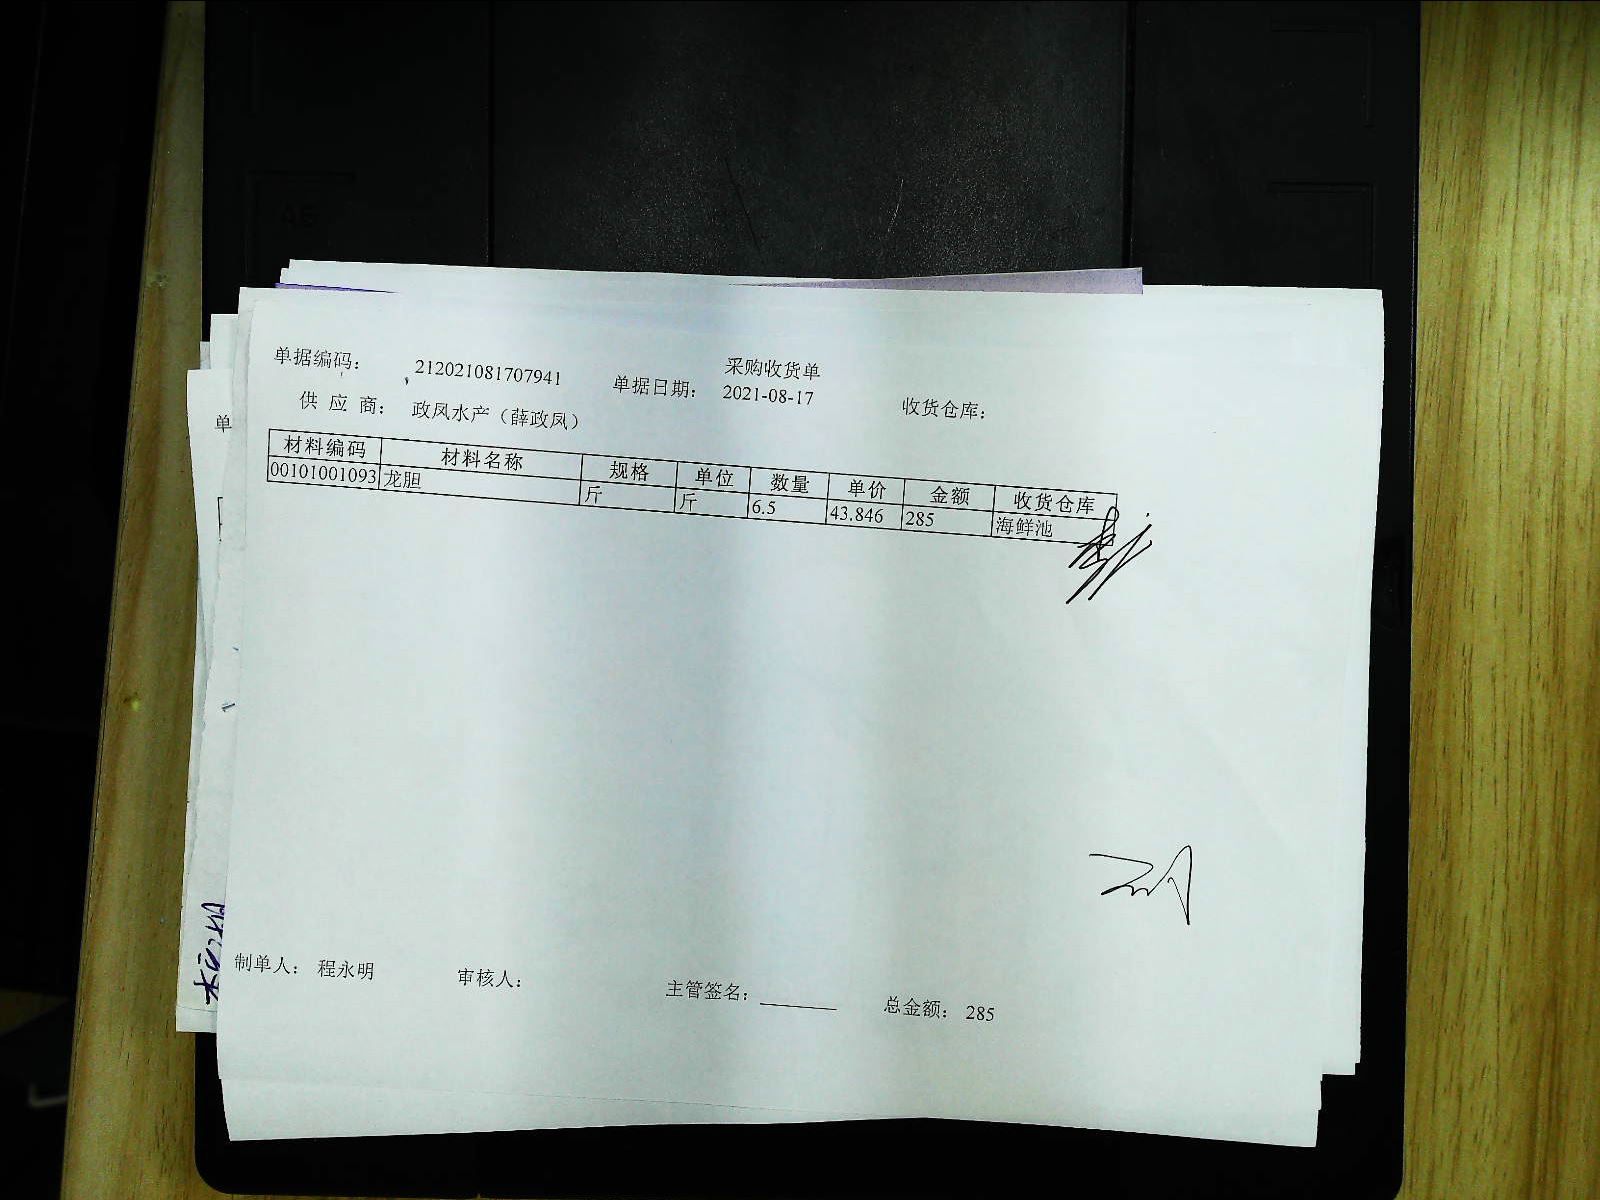 采购收货单
单据编码： 212021081707941 单据日期： 2021-08-17 收货仓库：
供 应 商： 政凤水产（薛政凤）
材料编码 材料名称 规格 单位 数量 单价 金额 收货仓库
00101001093 龙胆 斤 斤 6.5 43.846 285 海鲜池
制单人： 程永明 审核人： 主管签名：______ 总金额： 285
单